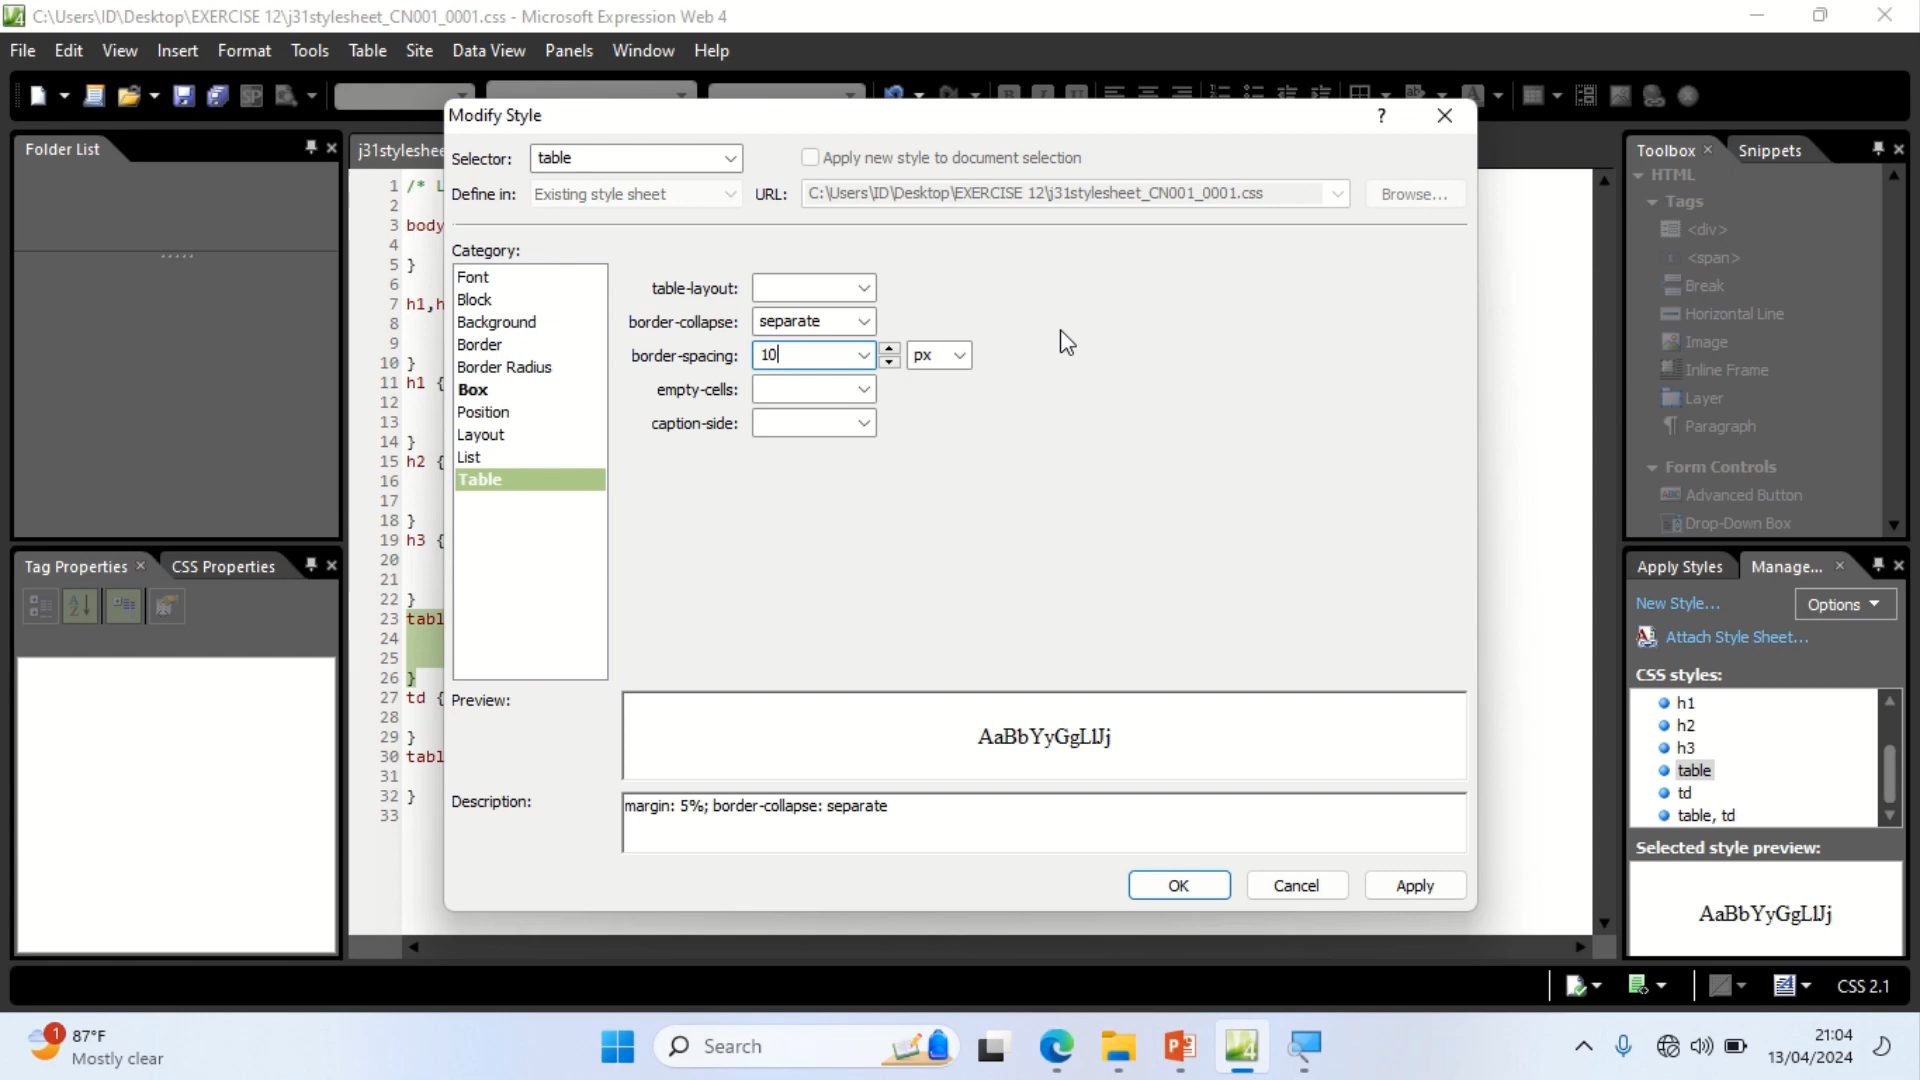 C:\Users\ID\Desktop\EXERCISE 12\j31stylesheet_CN001_0001.css - Microsoft Expression Web 4
File Edit View Insert Format Tools Table Site Data View Panels Window Help
Folder List
j31styleshee
Modify Style
Selector: table
Apply new style to document selection
Define in: Existing style sheet
URL: C:\Users\ID\Desktop\EXERCISE 12\j31stylesheet_CN001_0001.css
Browse...
Category:
Font
Block
Background
Border
Border Radius
Box
Position
Layout
List
Table
table-layout:
border-collapse: separate
border-spacing: 10 px
empty-cells:
caption-side:
Preview:
AaBbYyGgLlJj
Description:
margin: 5%; border-collapse: separate
OK Cancel Apply
1 /* L
2
3 body
4
5 }
6
7 h1,h
8
9
10 }
11 h1 {
12
13
14 }
15 h2 {
16
17
18 }
19 h3 {
20
21
22 }
23 tabl
24
25
26 }
27 td {
28
29 }
30 tabl
31
32 }
33
Tag Properties
CSS Properties
Toolbox Snippets
HTML
Tags
<div>
<span>
Break
Horizontal Line
Image
Inline Frame
Layer
Paragraph
Form Controls
Advanced Button
Drop-Down Box
Apply Styles Manage...
New Style... Options
Attach Style Sheet...
CSS styles:
h1
h2
h3
table
td
table, td
Selected style preview:
AaBbYyGgLlJj
CSS 2.1
1
87°F
Mostly clear
Search
21:04
13/04/2024